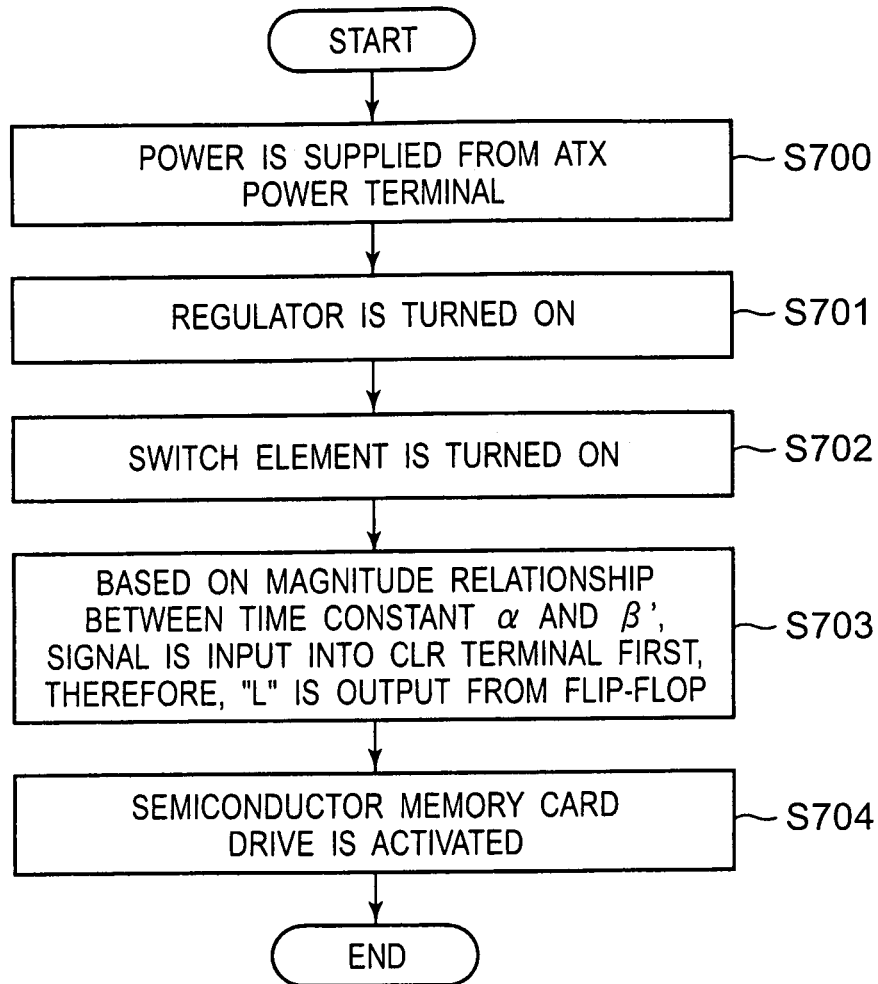 START
POWER IS SUPPLIED FROM ATX
POWER TERMINAL
S700
REGULATOR IS TURNED ON
S701
SWITCH ELEMENT IS TURNED ON
S702
BASED ON MAGNITUDE RELATIONSHIP
BETWEEN TIME CONSTANT α AND β',
SIGNAL IS INPUT INTO CLR TERMINAL FIRST,
THEREFORE, "L" IS OUTPUT FROM FLIP-FLOP
S703
SEMICONDUCTOR MEMORY CARD
DRIVE IS ACTIVATED
S704
END